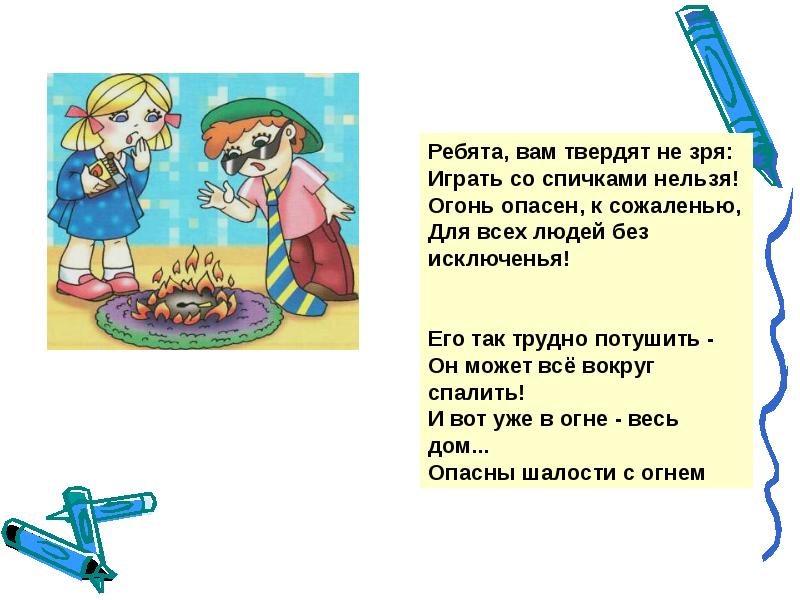 Ребята, вам твердят не зря:
Играть со спичками нельзя!
Огонь опасен, к сожаленью,
Для всех людей без
исключенья!
Его так трудно потушить -
Он может всё вокруг
спалить!
И вот уже в огне - весь
дом...
Опасны шалости с огнем